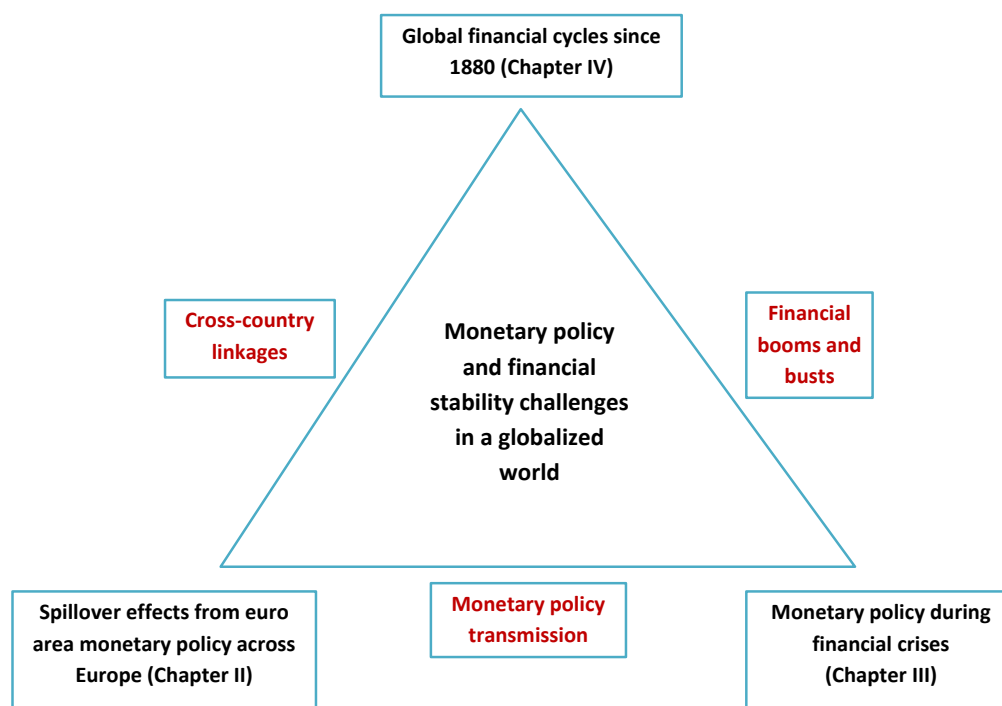 Global financial cycles since
1880 (Chapter IV)
Cross-country
linkages
Financial
booms and
busts
Monetary policy
and financial
stability challenges
in a globalized
world
Spillover effects from euro
area monetary policy across
Europe (Chapter II)
Monetary policy
transmission
Monetary policy during
financial crises
(Chapter III)